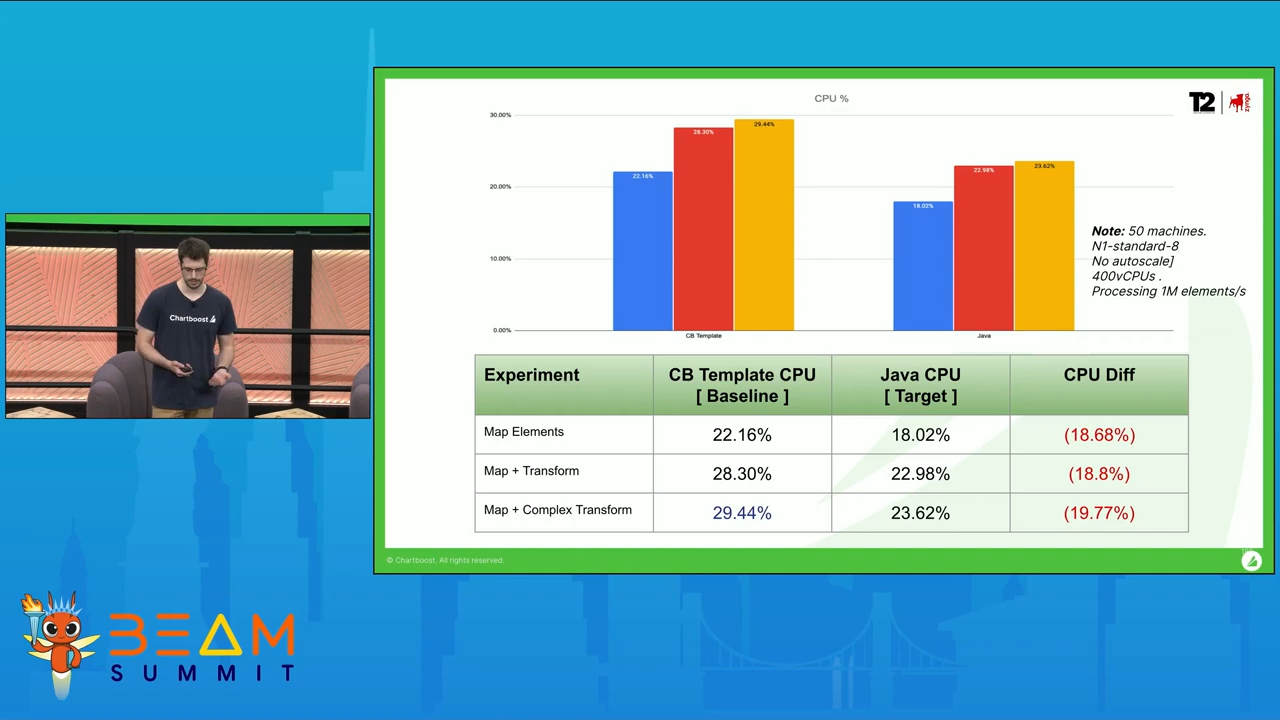 CPU %
T2
zynga
30.00%
20.00%
10.00%
0.00%
22.16%
28.30%
29.44%
18.02%
22.98%
23.62%
CB Template
Java
Note: 50 machines.
N1-standard-8
No autoscale]
400vCPUs .
Processing 1M elements/s
Experiment
CB Template CPU
[ Baseline ]
Java CPU
[ Target ]
CPU Diff
Map Elements
22.16%
18.02%
(18.68%)
Map + Transform
28.30%
22.98%
(18.8%)
Map + Complex Transform
29.44%
23.62%
(19.77%)
© Chartboost. All rights reserved.
Chartboost
BEAM
SUMMIT